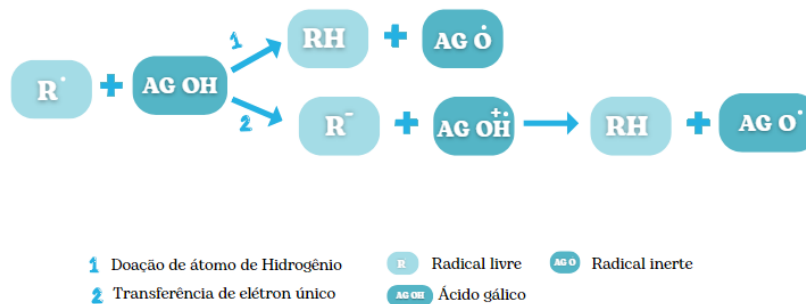 1 RH + AG O•
R• + AG OH
2 R⁻ + AG OH⁺• RH + AG O•
1 Doação de átomo de Hidrogênio
R Radical livre
AG O Radical inerte
2 Transferência de elétron único
AG OH Ácido gálico